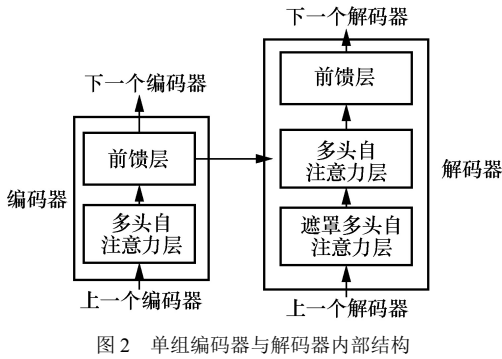 下一个解码器
前馈层
下一个编码器
前馈层
多头自
注意力层
编码器
解码器
多头自
注意力层
遮罩多头自
注意力层
上一个编码器
上一个解码器
图 2 单组编码器与解码器内部结构